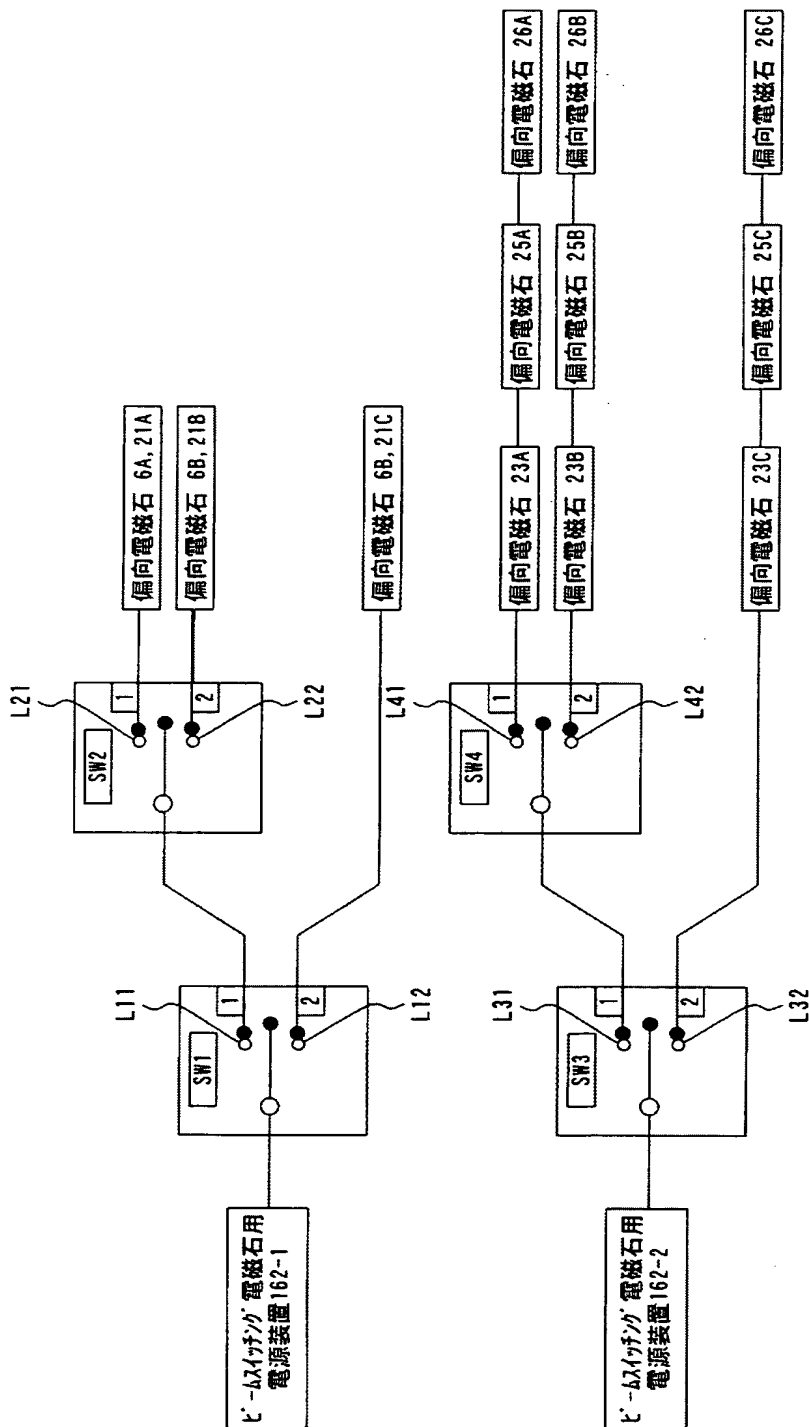 ビームスイッチング電磁石用
電源装置162-1
SW1
1
2
L11
L12
SW2
1
2
L21
L22
偏向電磁石 6A,21A
偏向電磁石 6B,21B
偏向電磁石 6B,21C
ビームスイッチング電磁石用
電源装置162-2
SW3
1
2
L31
L32
SW4
1
2
L41
L42
偏向電磁石 23A
偏向電磁石 25A
偏向電磁石 26A
偏向電磁石 23B
偏向電磁石 25B
偏向電磁石 26B
偏向電磁石 23C
偏向電磁石 25C
偏向電磁石 26C